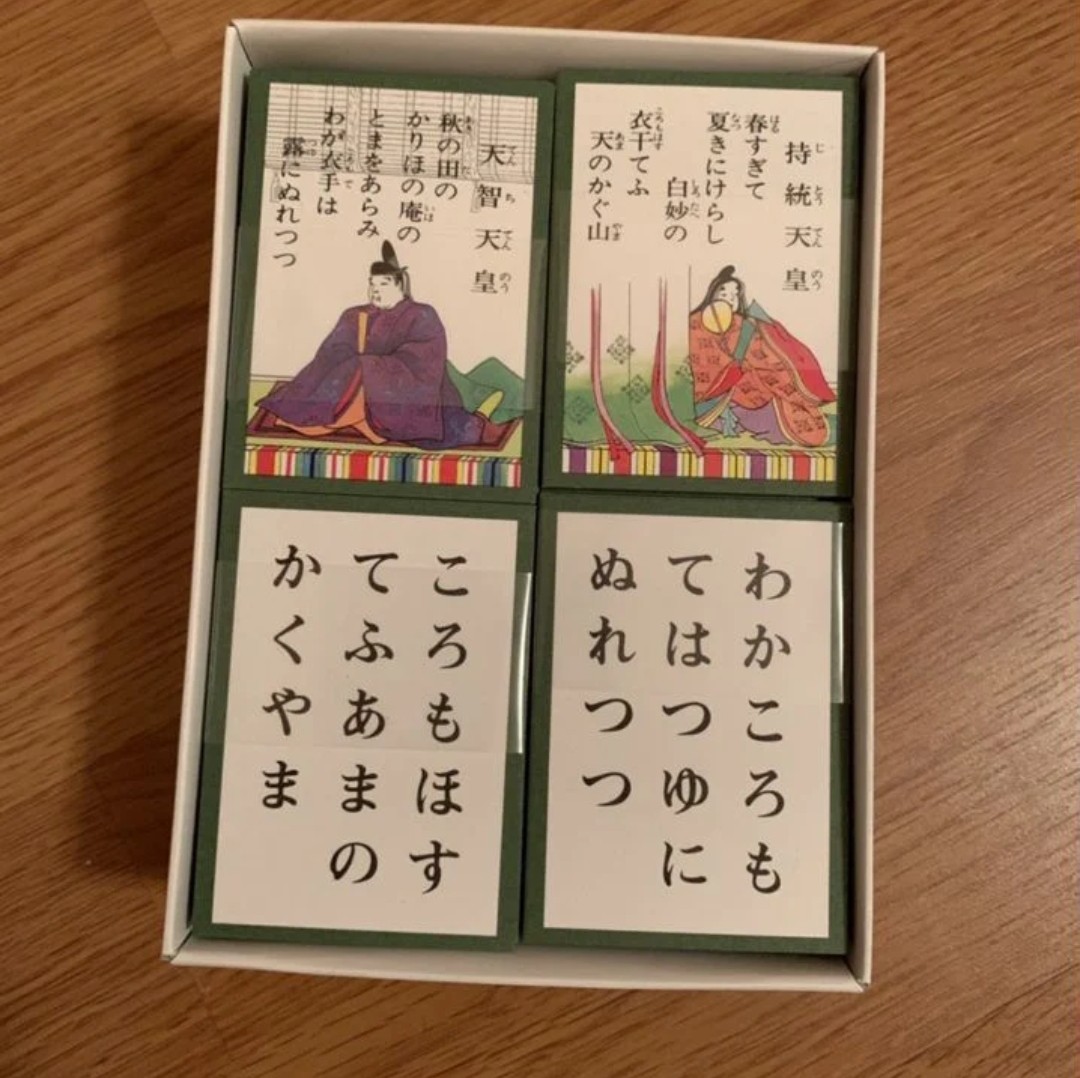 天智天皇
秋の田の
かりほの庵の
とまをあらみ
わが衣手は
露にぬれつつ
持統天皇
春すぎて
夏きにけらし
白妙の
衣干てふ
天のかぐ山
ころもほす
てふあまの
かくやま
わかころも
てはつゆに
ぬれつつ